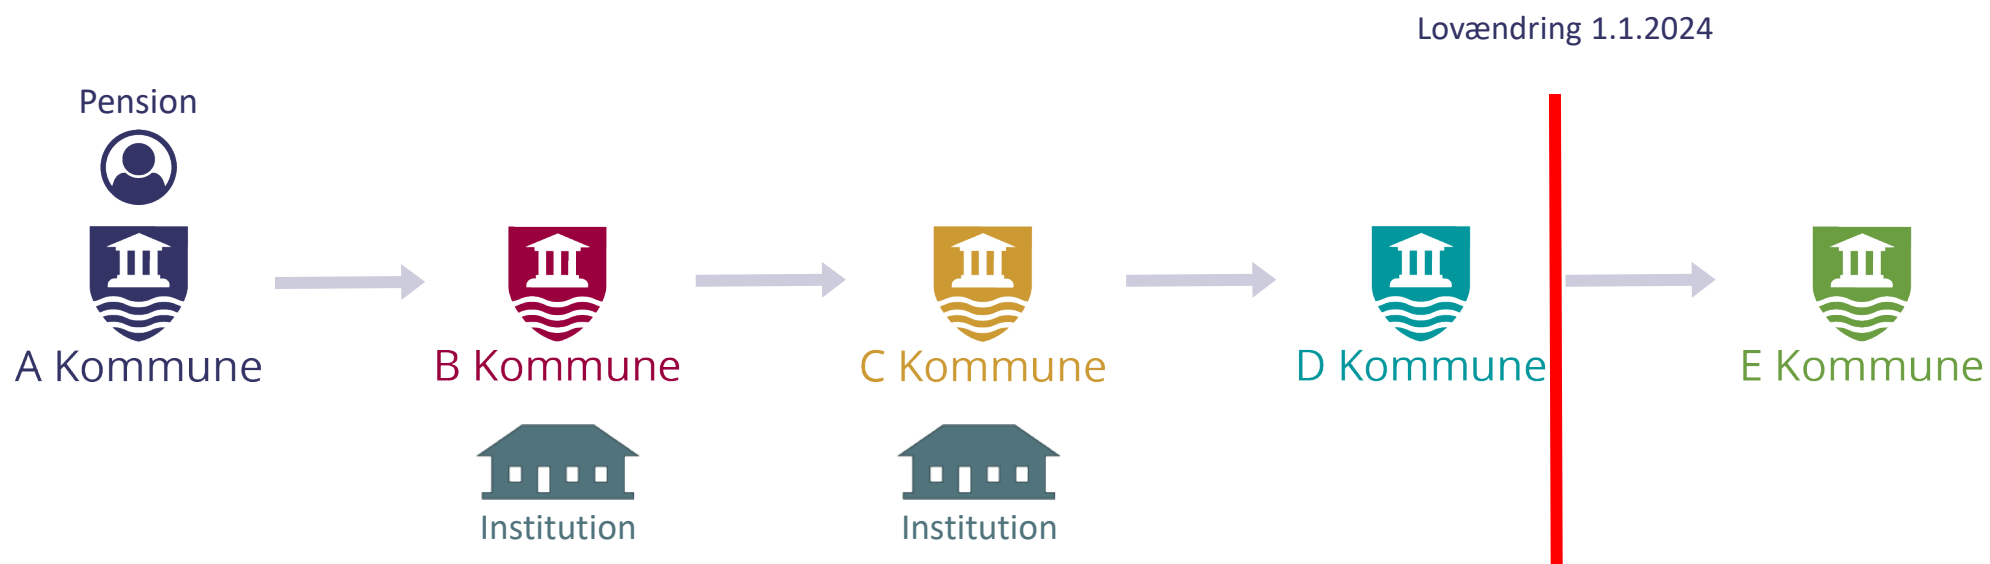 Lovændring 1.1.2024
Pension
A Kommune
B Kommune
C Kommune
D Kommune
E Kommune
Institution
Institution